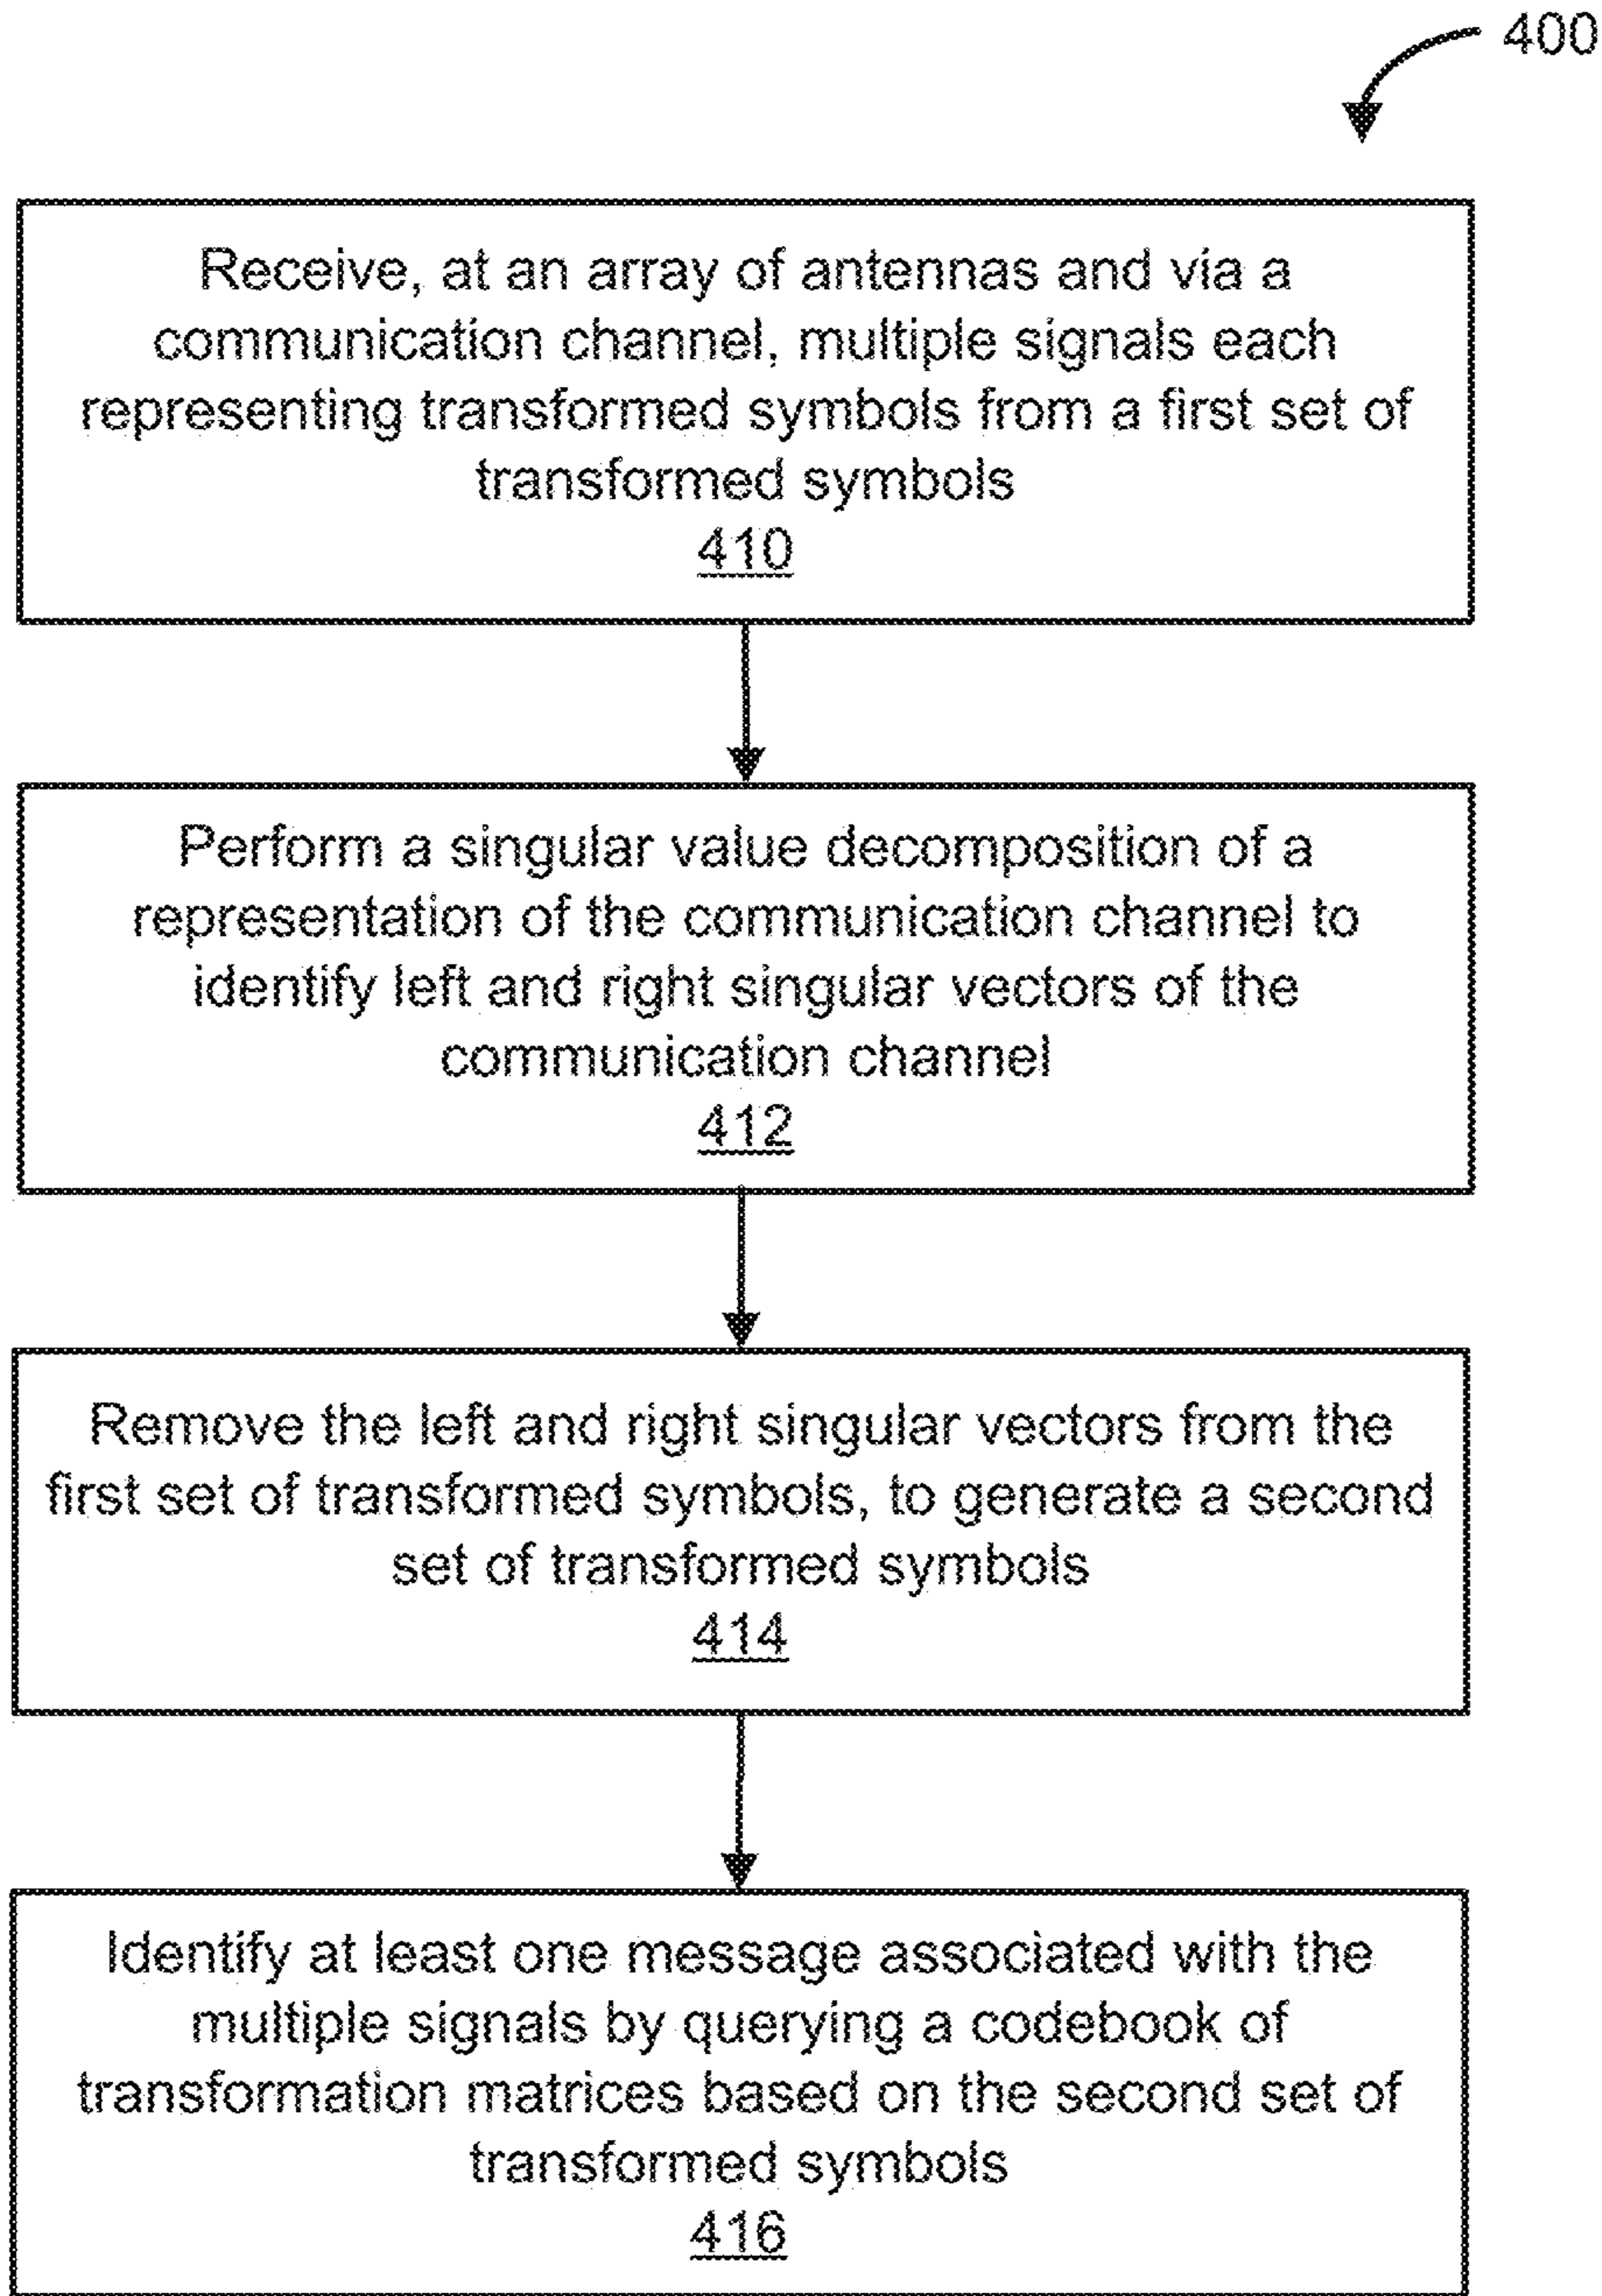 400
Receive, at an array of antennas and via a
communication channel, multiple signals each
representing transformed symbols from a first set of
transformed symbols
410
Perform a singular value decomposition of a
representation of the communication channel to
identify left and right singular vectors of the
communication channel
412
Remove the left and right singular vectors from the
first set of transformed symbols, to generate a second
set of transformed symbols
414
Identify at least one message associated with the
multiple signals by querying a codebook of
transformation matrices based on the second set of
transformed symbols
416